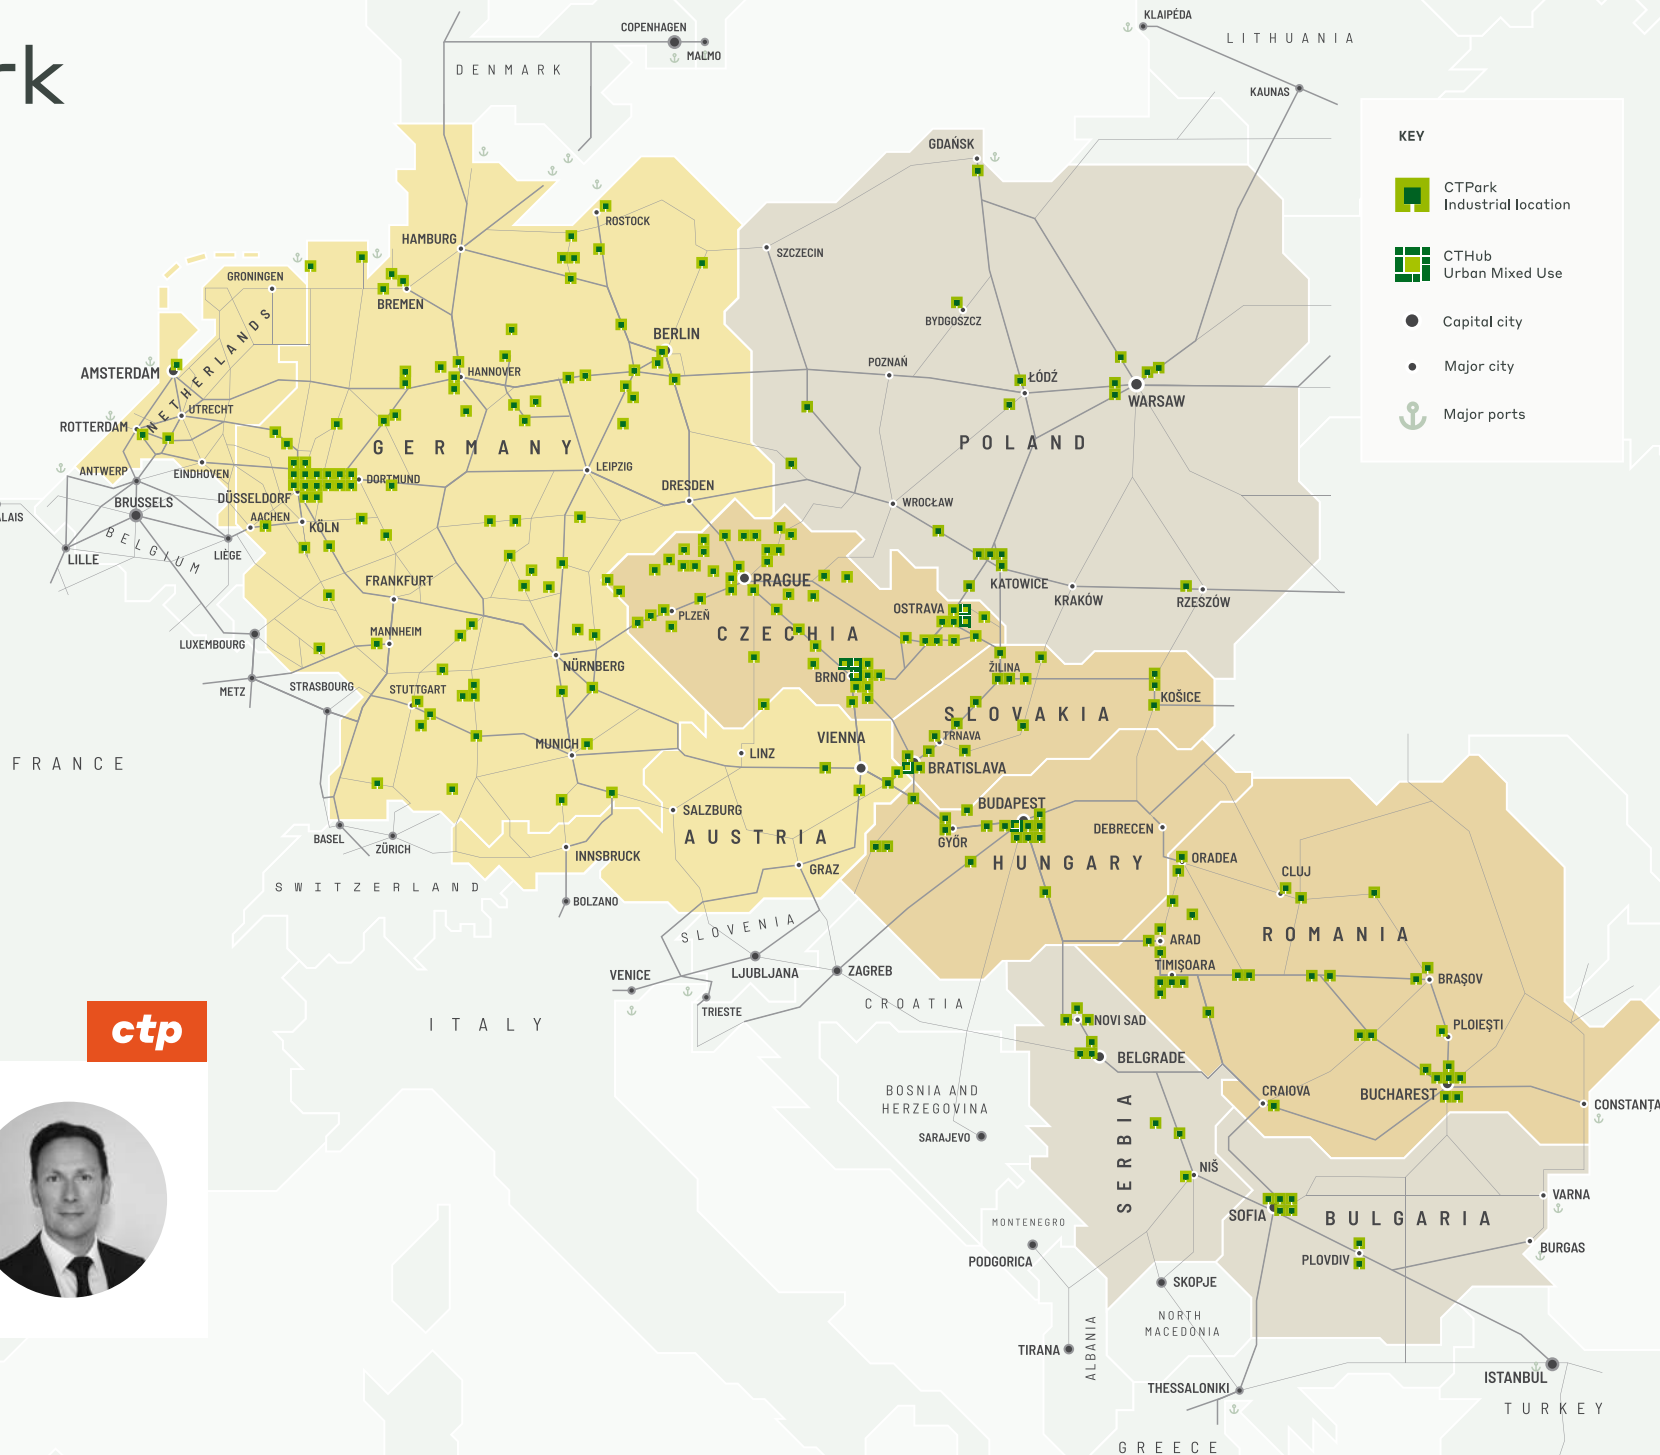 rk
KEY
CTPark
Industrial location
CTHub
Urban Mixed Use
Capital city
Major city
Major ports
COPENHAGEN
MALMO
DENMARK
KLAIPÉDA
LITHUANIA
KAUNAS
GDAŃSK
ROSTOCK
HAMBURG
SZCZECIN
GRONINGEN
BREMEN
BYDGOSZCZ
NETHERLANDS
BERLIN
AMSTERDAM
HANNOVER
POZNAŃ
ŁÓDŹ
WARSAW
UTRECHT
ROTTERDAM
GERMANY
POLAND
ANTWERP
EINDHOVEN
DORTMUND
LEIPZIG
DRESDEN
BRUSSELS
DÜSSELDORF
WROCŁAW
ALAIS
AACHEN
KÖLN
BELGIUM
LILLE
LIÈGE
FRANKFURT
PRAGUE
KATOWICE
KRAKÓW
RZESZÓW
OSTRAVA
PLZEŇ
CZECHIA
MANNHEIM
LUXEMBOURG
NÜRNBERG
ŽILINA
BRNO
METZ
STRASBOURG
STUTTGART
KOŠICE
SLOVAKIA
VIENNA
TRNAVA
MUNICH
LINZ
FRANCE
BRATISLAVA
SALZBURG
BUDAPEST
DEBRECEN
AUSTRIA
BASEL
ZÜRICH
GYŐR
INNSBRUCK
HUNGARY
ORADEA
GRAZ
CLUJ
SWITZERLAND
BOLZANO
SLOVENIA
ROMANIA
ARAD
TIMIȘOARA
VENICE
LJUBLJANA
ZAGREB
BRAȘOV
CROATIA
TRIESTE
ITALY
NOVI SAD
PLOIEȘTI
ctp
BELGRADE
BOSNIA AND
HERZEGOVINA
CRAIOVA
BUCHAREST
CONSTANȚA
SARAJEVO
SERBIA
NIŠ
VARNA
SOFIA
BULGARIA
MONTENEGRO
PODGORICA
PLOVDIV
BURGAS
SKOPJE
NORTH
MACEDONIA
TIRANA
ALBANIA
THESSALONIKI
ISTANBUL
TURKEY
GREECE